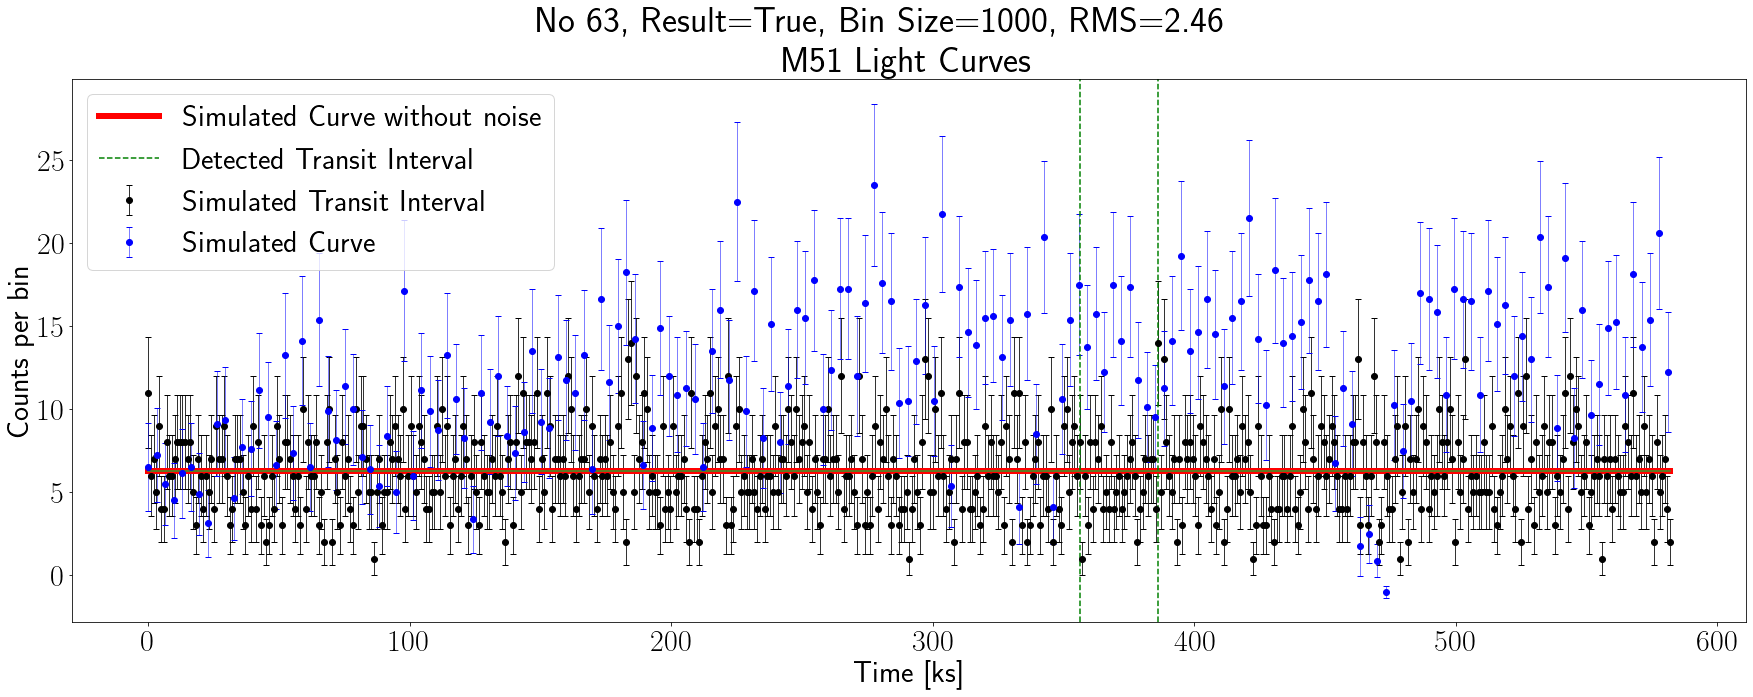 No 63, Result=True, Bin Size=1000, RMS=2.46
M51 Light Curves
Simulated Curve without noise
Detected Transit Interval
Simulated Transit Interval
Simulated Curve
Counts per bin
25
20
15
10
5
0
0 100 200 300 400 500 600
Time [ks]